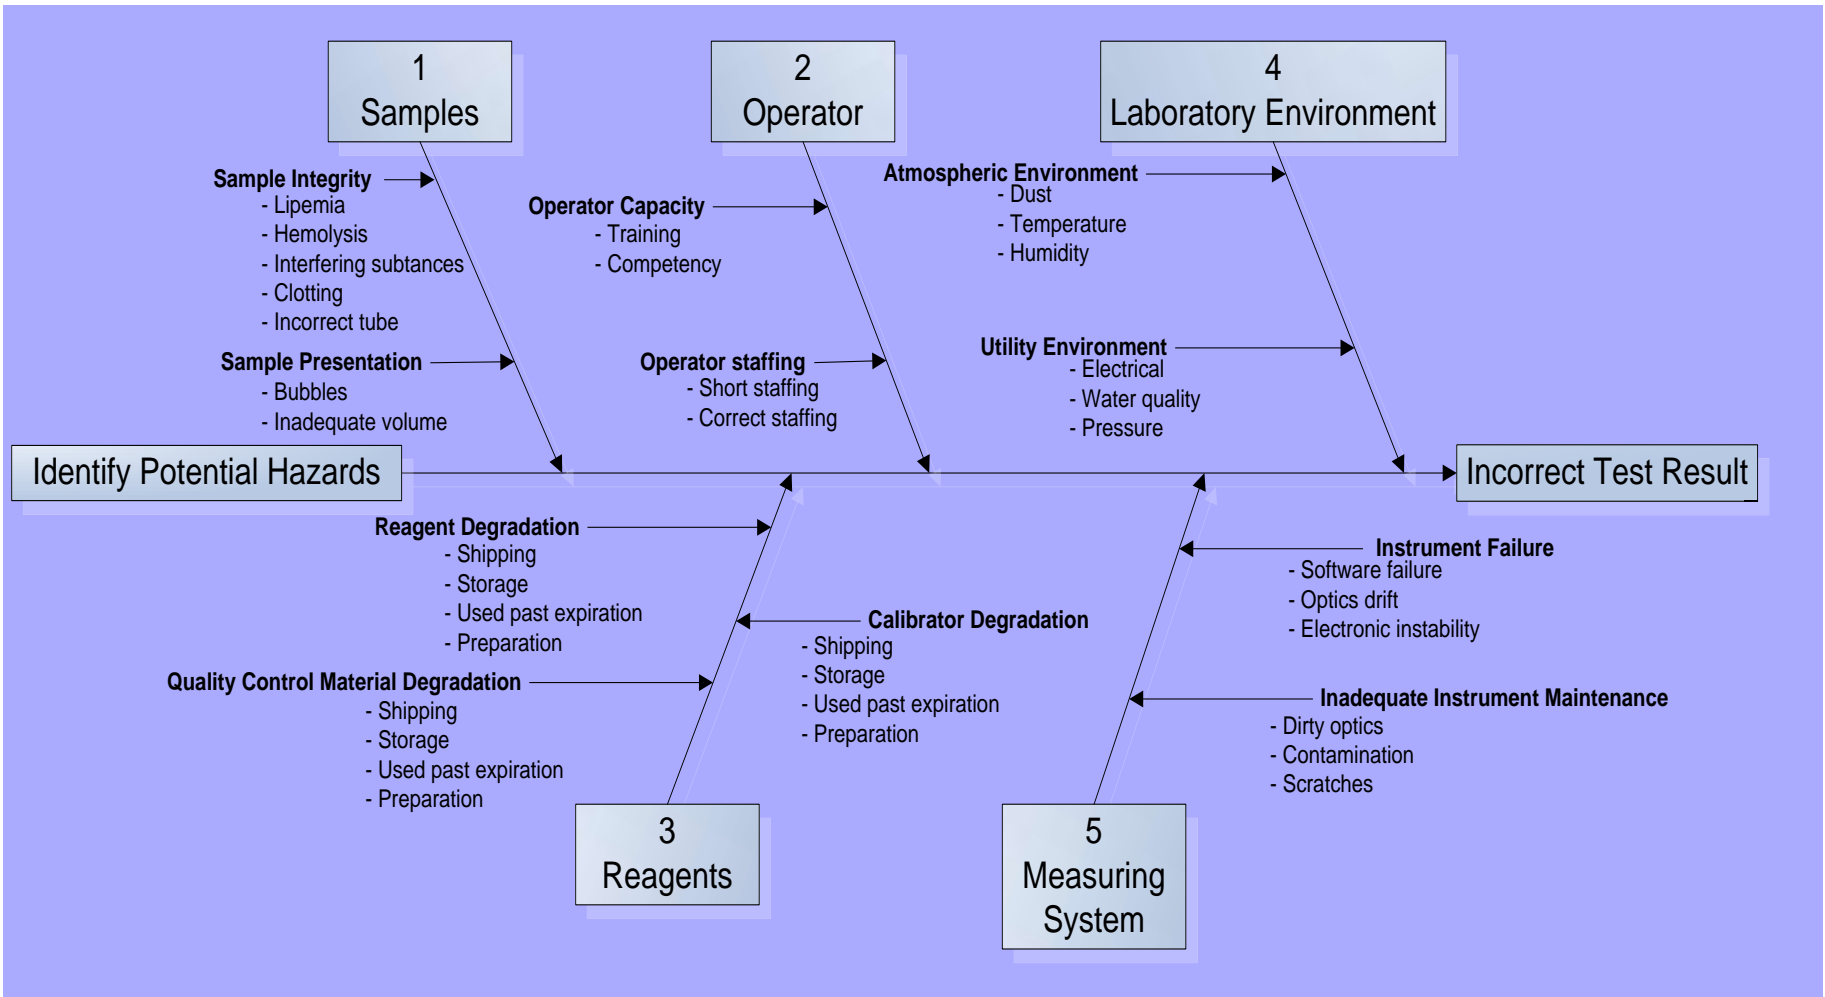 1
Samples
Sample Integrity
- Lipemia
- Hemolysis
- Interfering subtances
- Clotting
- Incorrect tube
Sample Presentation
- Bubbles
- Inadequate volume
2
Operator
Operator Capacity
- Training
- Competency
Operator staffing
- Short staffing
- Correct staffing
4
Laboratory Environment
Atmospheric Environment
- Dust
- Temperature
- Humidity
Utility Environment
- Electrical
- Water quality
- Pressure
Identify Potential Hazards
Incorrect Test Result
Reagent Degradation
- Shipping
- Storage
- Used past expiration
- Preparation
Calibrator Degradation
- Shipping
- Storage
- Used past expiration
- Preparation
Quality Control Material Degradation
- Shipping
- Storage
- Used past expiration
- Preparation
3
Reagents
Instrument Failure
- Software failure
- Optics drift
- Electronic instability
Inadequate Instrument Maintenance
- Dirty optics
- Contamination
- Scratches
5
Measuring
System